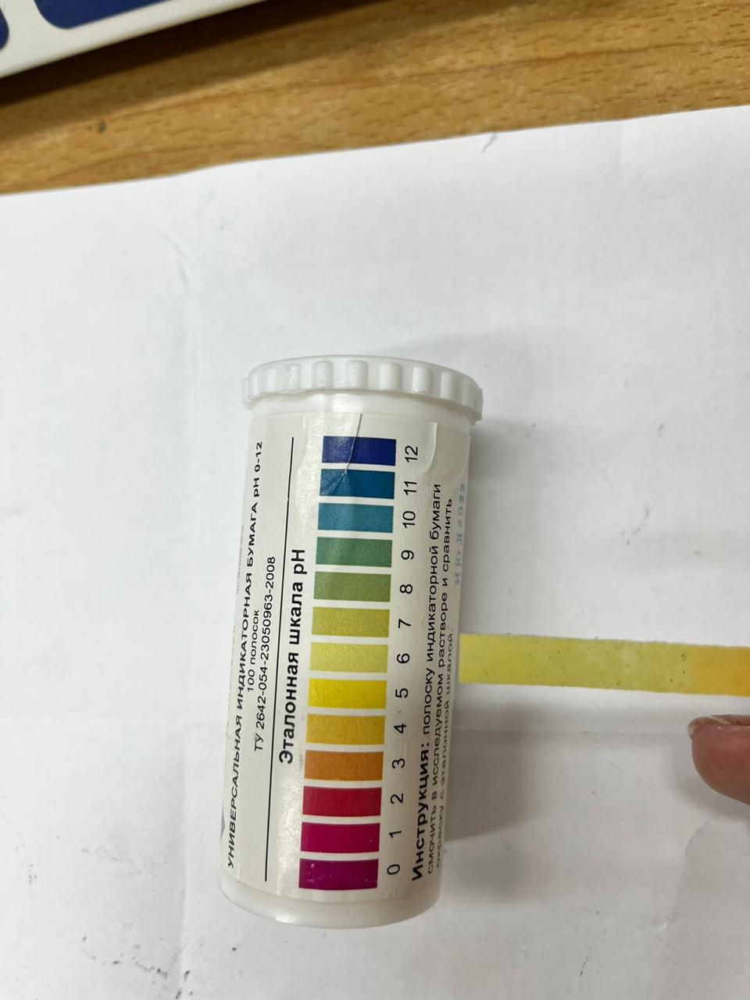 УНИВЕРСАЛЬНАЯ ИНДИКАТОРНАЯ БУМАГА pH 0-12
100 полосок
ТУ 2642-054-23050963-2008
Эталонная шкала pH
0 1 2 3 4 5 6 7 8 9 10 11 12
Инструкция: полоску индикаторной бумаги
смочить в исследуемом растворе и сравнить
окраску с эталонной шкалой.
ИЮЛ 2022